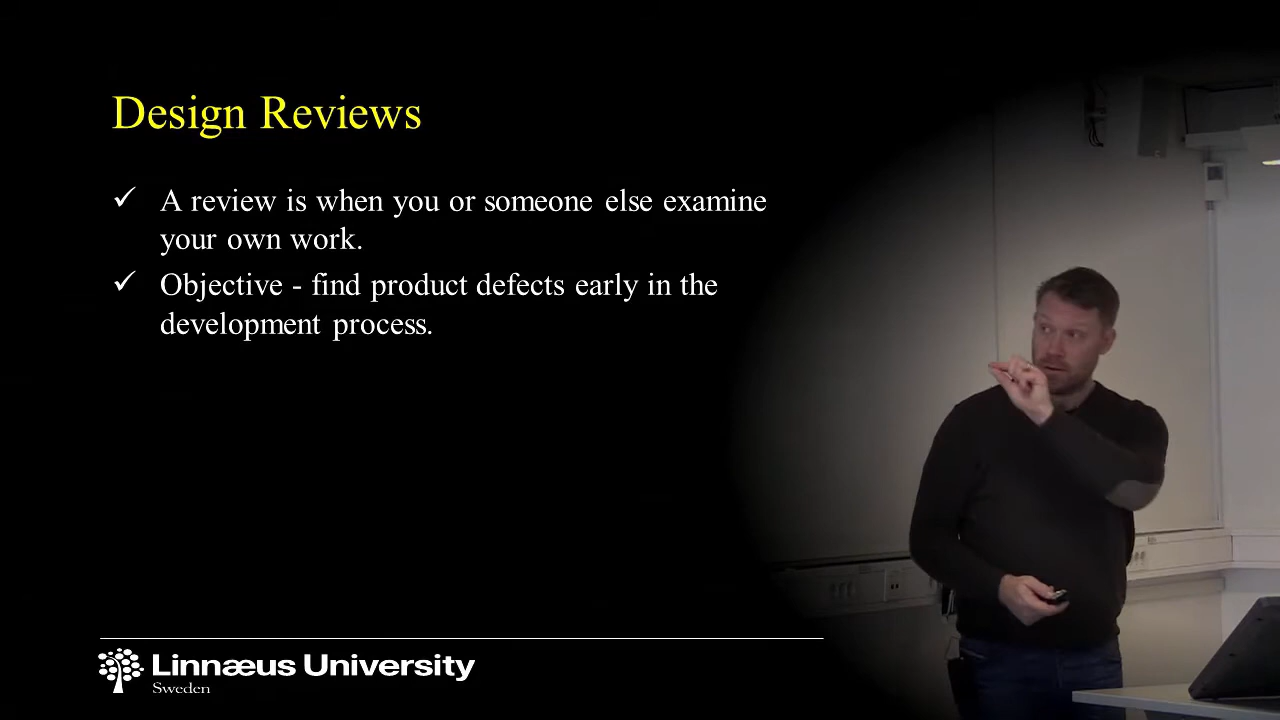 Design Reviews
✓ A review is when you or someone else examine
your own work.
✓ Objective - find product defects early in the
development process.
Linnæus University
Sweden